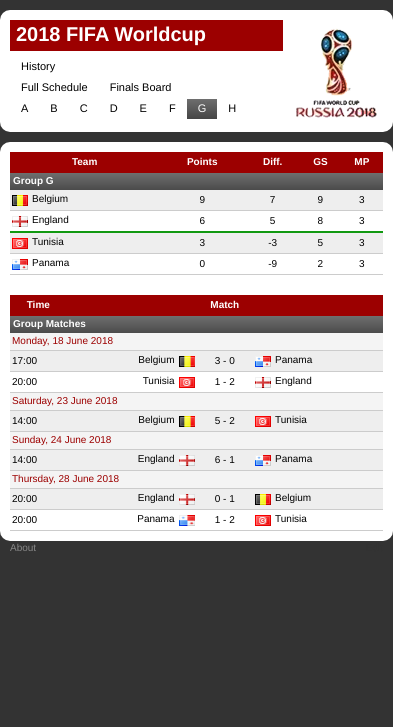 2018 FIFA Worldcup
History
Full Schedule Finals Board
A B C D E F G H
FIFA WORLD CUP
RUSSIA 2018
Team Points Diff. GS MP
Group G
Belgium 9 7 9 3
England 6 5 8 3
Tunisia 3 -3 5 3
Panama 0 -9 2 3
Time Match
Group Matches
Monday, 18 June 2018
17:00 Belgium 3 - 0 Panama
20:00 Tunisia 1 - 2 England
Saturday, 23 June 2018
14:00 Belgium 5 - 2 Tunisia
Sunday, 24 June 2018
14:00 England 6 - 1 Panama
Thursday, 28 June 2018
20:00 England 0 - 1 Belgium
20:00 Panama 1 - 2 Tunisia
About